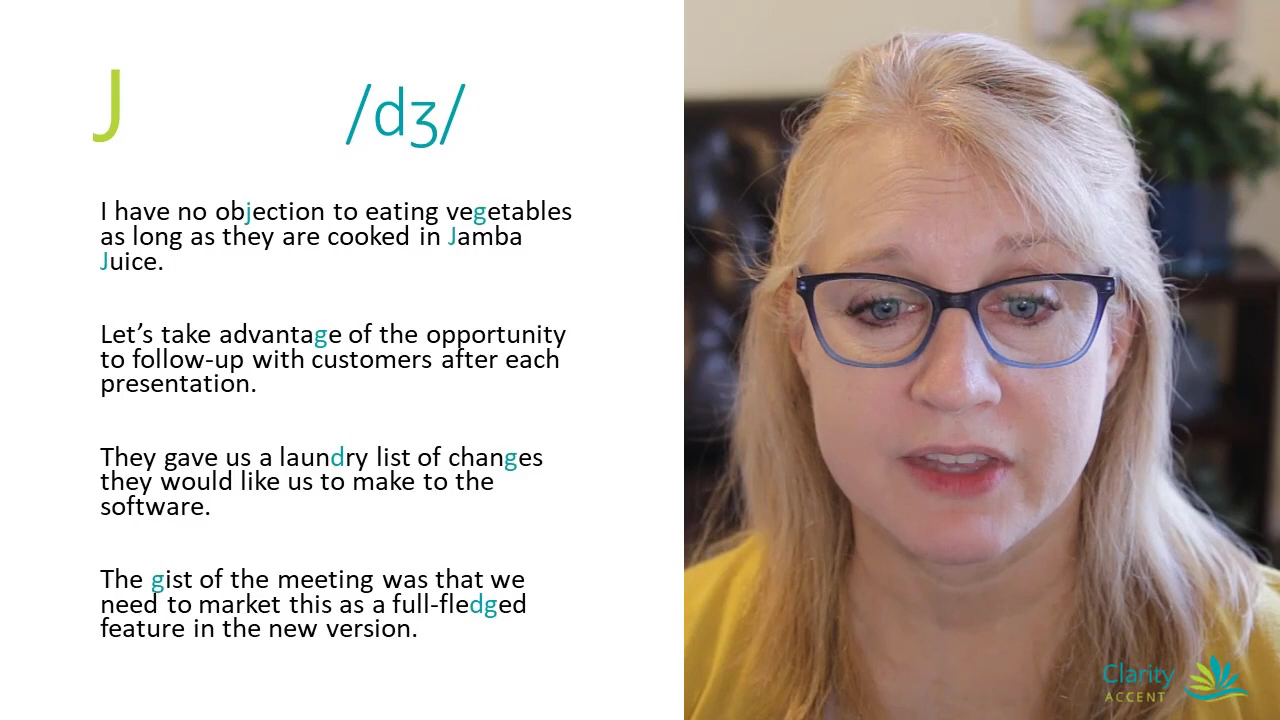 J /dʒ/
I have no objection to eating vegetables
as long as they are cooked in Jamba
Juice.
Let’s take advantage of the opportunity
to follow-up with customers after each
presentation.
They gave us a laundry list of changes
they would like us to make to the
software.
The gist of the meeting was that we
need to market this as a full-fledged
feature in the new version.
Clarity
ACCENT